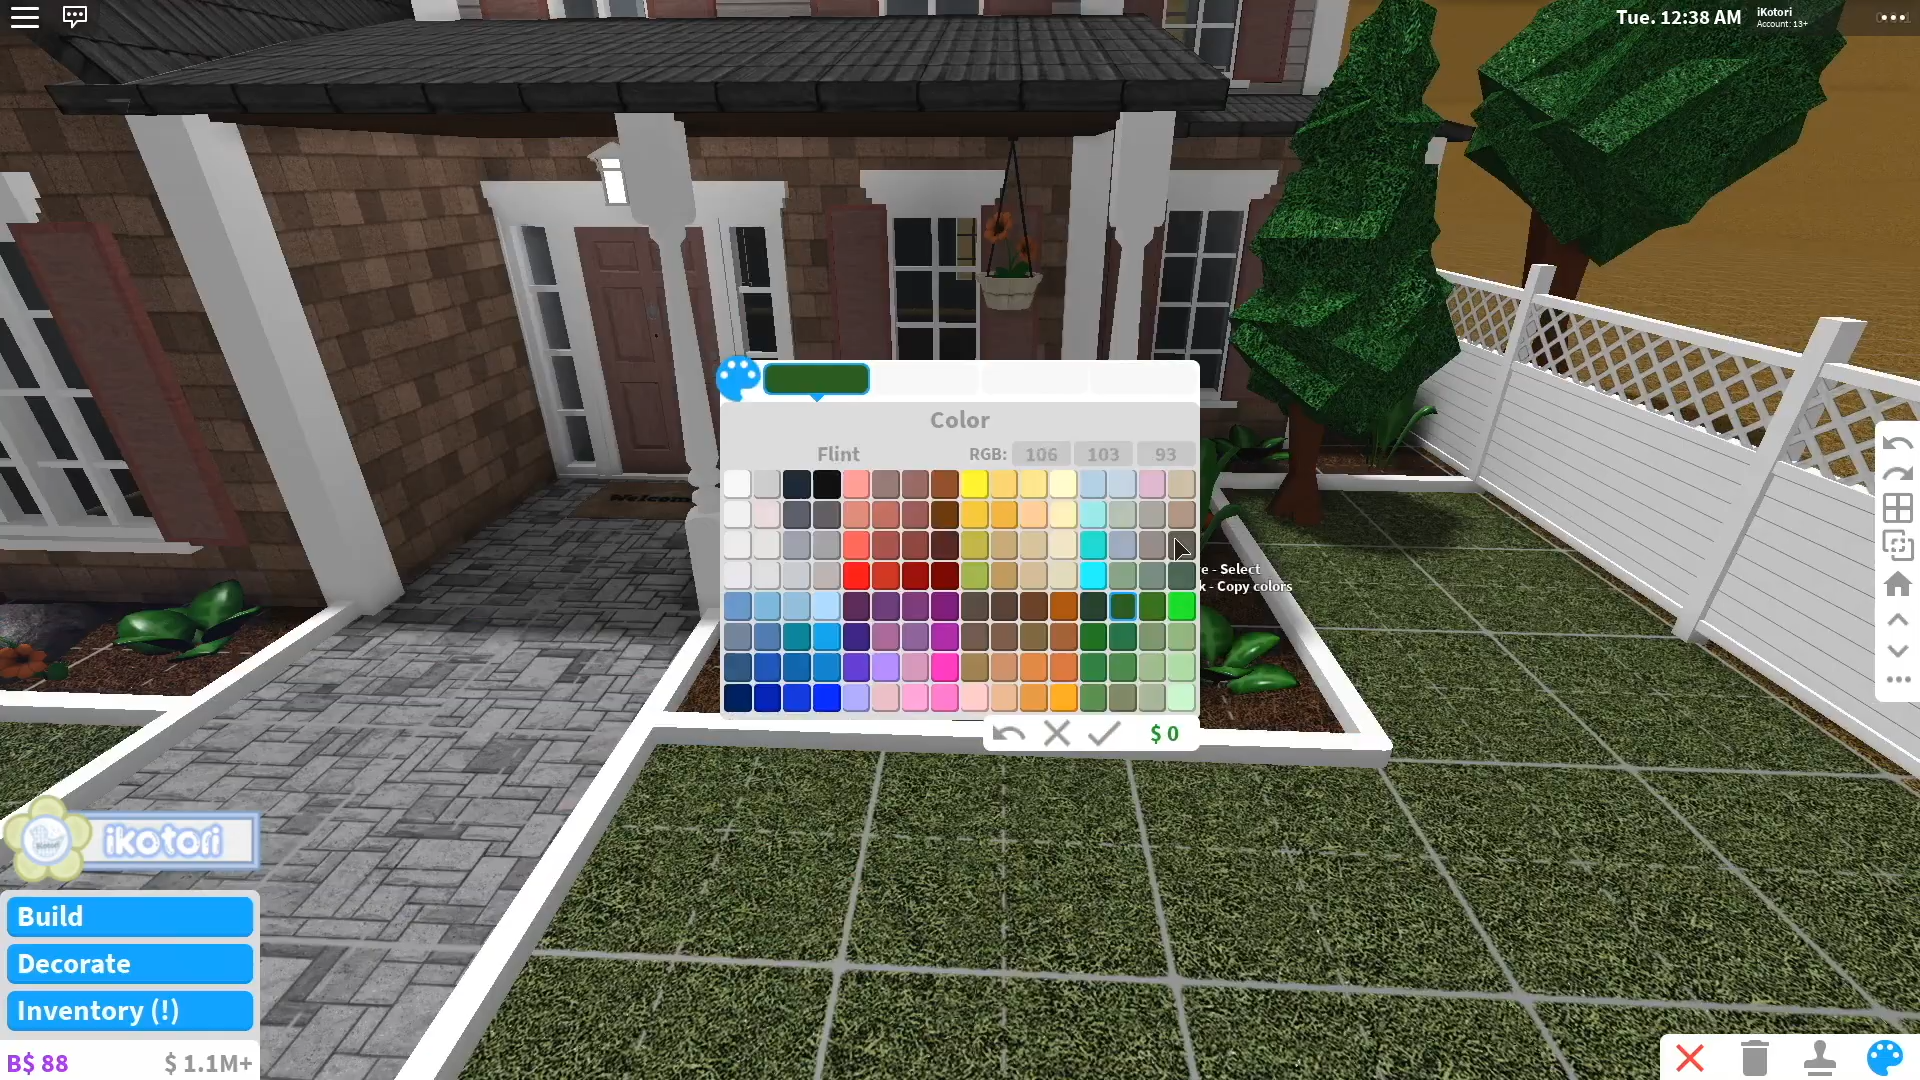 Tue. 12:38 AM
iKotori
Account: 13+
Welcome
Color
Flint
RGB: 106 103 93
e - Select
k - Copy colors
$ 0
ikotori
Build
Decorate
Inventory (!)
B$ 88
$ 1.1M+